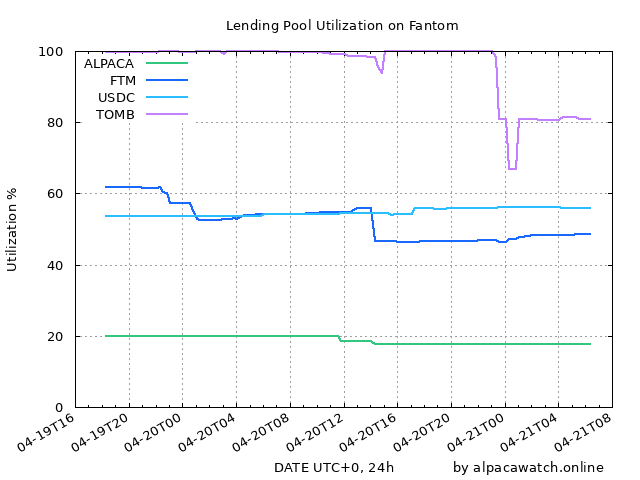 Lending Pool Utilization on Fantom
100
80
60
40
20
0
Utilization %
ALPACA
FTM
USDC
TOMB
04-19T16
04-19T20
04-20T00
04-20T04
04-20T08
04-20T12
04-20T16
04-20T20
04-21T00
04-21T04
04-21T08
DATE UTC+0, 24h
by alpacawatch.online